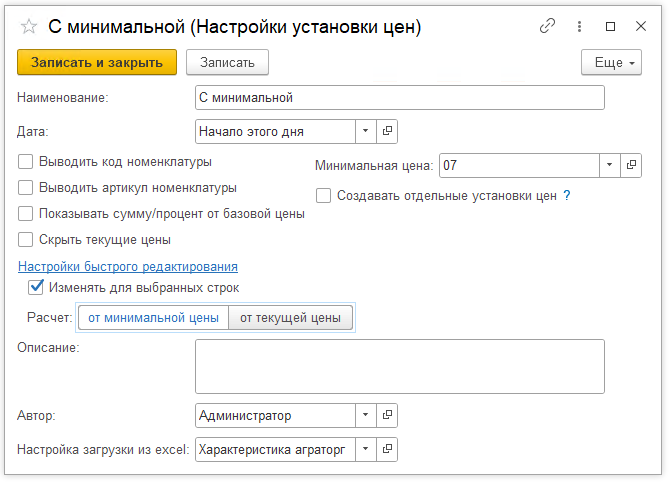 С минимальной (Настройки установки цен)
Записать и закрыть Записать Еще
Наименование: С минимальной
Дата: Начало этого дня
Выводить код номенклатуры Минимальная цена: 07
Выводить артикул номенклатуры Создавать отдельные установки цен ?
Показывать сумму/процент от базовой цены
Скрыть текущие цены
Настройки быстрого редактирования
Изменять для выбранных строк
Расчет: от минимальной цены от текущей цены
Описание:
Автор: Администратор
Настройка загрузки из excel: Характеристика аграторг